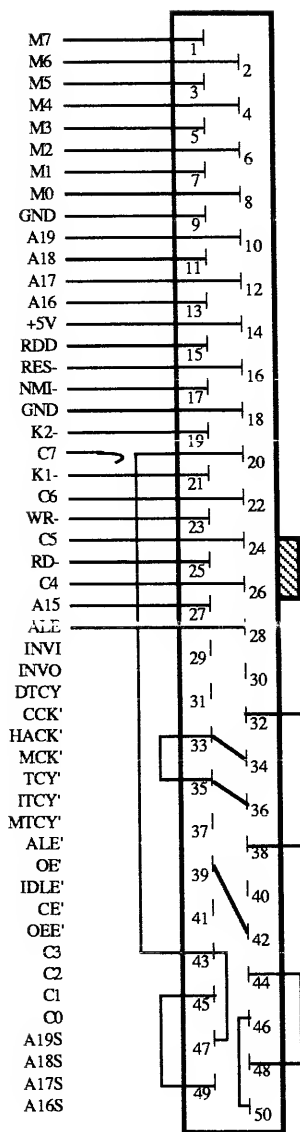 M7
1
M6
2
M5
3
M4
4
M3
5
M2
6
M1
7
M0
8
GND
9
A19
10
A18
11
A17
12
A16
13
+5V
14
RDD
15
RES-
16
NMI-
17
GND
18
K2-
19
C7
20
K1-
21
C6
22
WR-
23
C5
24
RD-
25
C4
26
A15
27
ALE
28
INVI
29
INVO
30
DTCY
31
CCK'
32
HACK'
33
MCK'
34
TCY'
35
ITCY'
36
MTCY'
37
ALE'
38
OE'
39
IDLE'
40
CE'
41
OEE'
42
C3
43
C2
44
C1
45
C0
46
A19S
47
A18S
48
A17S
49
A16S
50